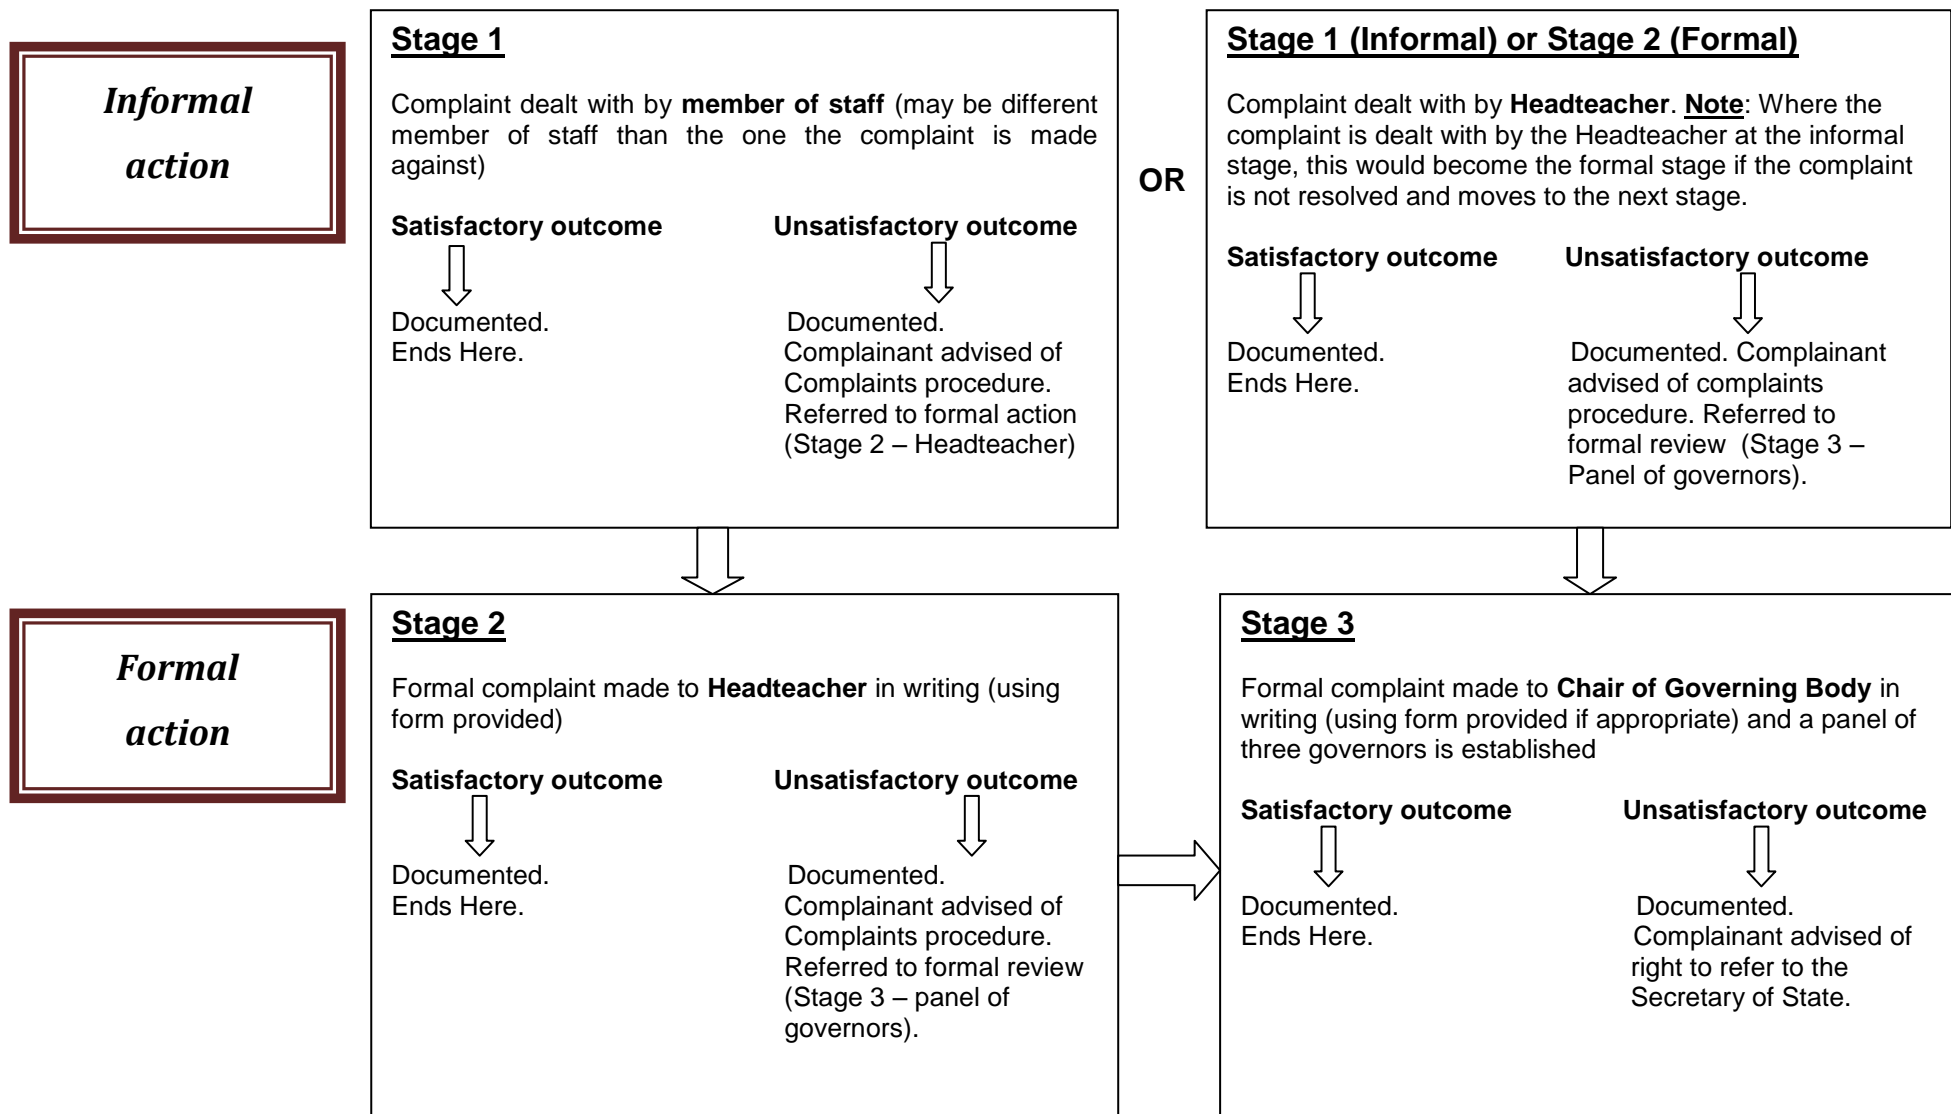 Informal
action
Stage 1
Complaint dealt with by member of staff (may be different
member of staff than the one the complaint is made
against)
Satisfactory outcome
Unsatisfactory outcome
Documented.
Ends Here.
Documented.
Complainant advised of
Complaints procedure.
Referred to formal action
(Stage 2 – Headteacher)
OR
Stage 1 (Informal) or Stage 2 (Formal)
Complaint dealt with by Headteacher. Note: Where the
complaint is dealt with by the Headteacher at the informal
stage, this would become the formal stage if the complaint
is not resolved and moves to the next stage.
Satisfactory outcome
Unsatisfactory outcome
Documented.
Ends Here.
Documented. Complainant
advised of complaints
procedure. Referred to
formal review (Stage 3 –
Panel of governors).
Formal
action
Stage 2
Formal complaint made to Headteacher in writing (using
form provided)
Satisfactory outcome
Unsatisfactory outcome
Documented.
Ends Here.
Documented.
Complainant advised of
Complaints procedure.
Referred to formal review
(Stage 3 – panel of
governors).
Stage 3
Formal complaint made to Chair of Governing Body in
writing (using form provided if appropriate) and a panel of
three governors is established
Satisfactory outcome
Unsatisfactory outcome
Documented.
Ends Here.
Documented.
Complainant advised of
right to refer to the
Secretary of State.